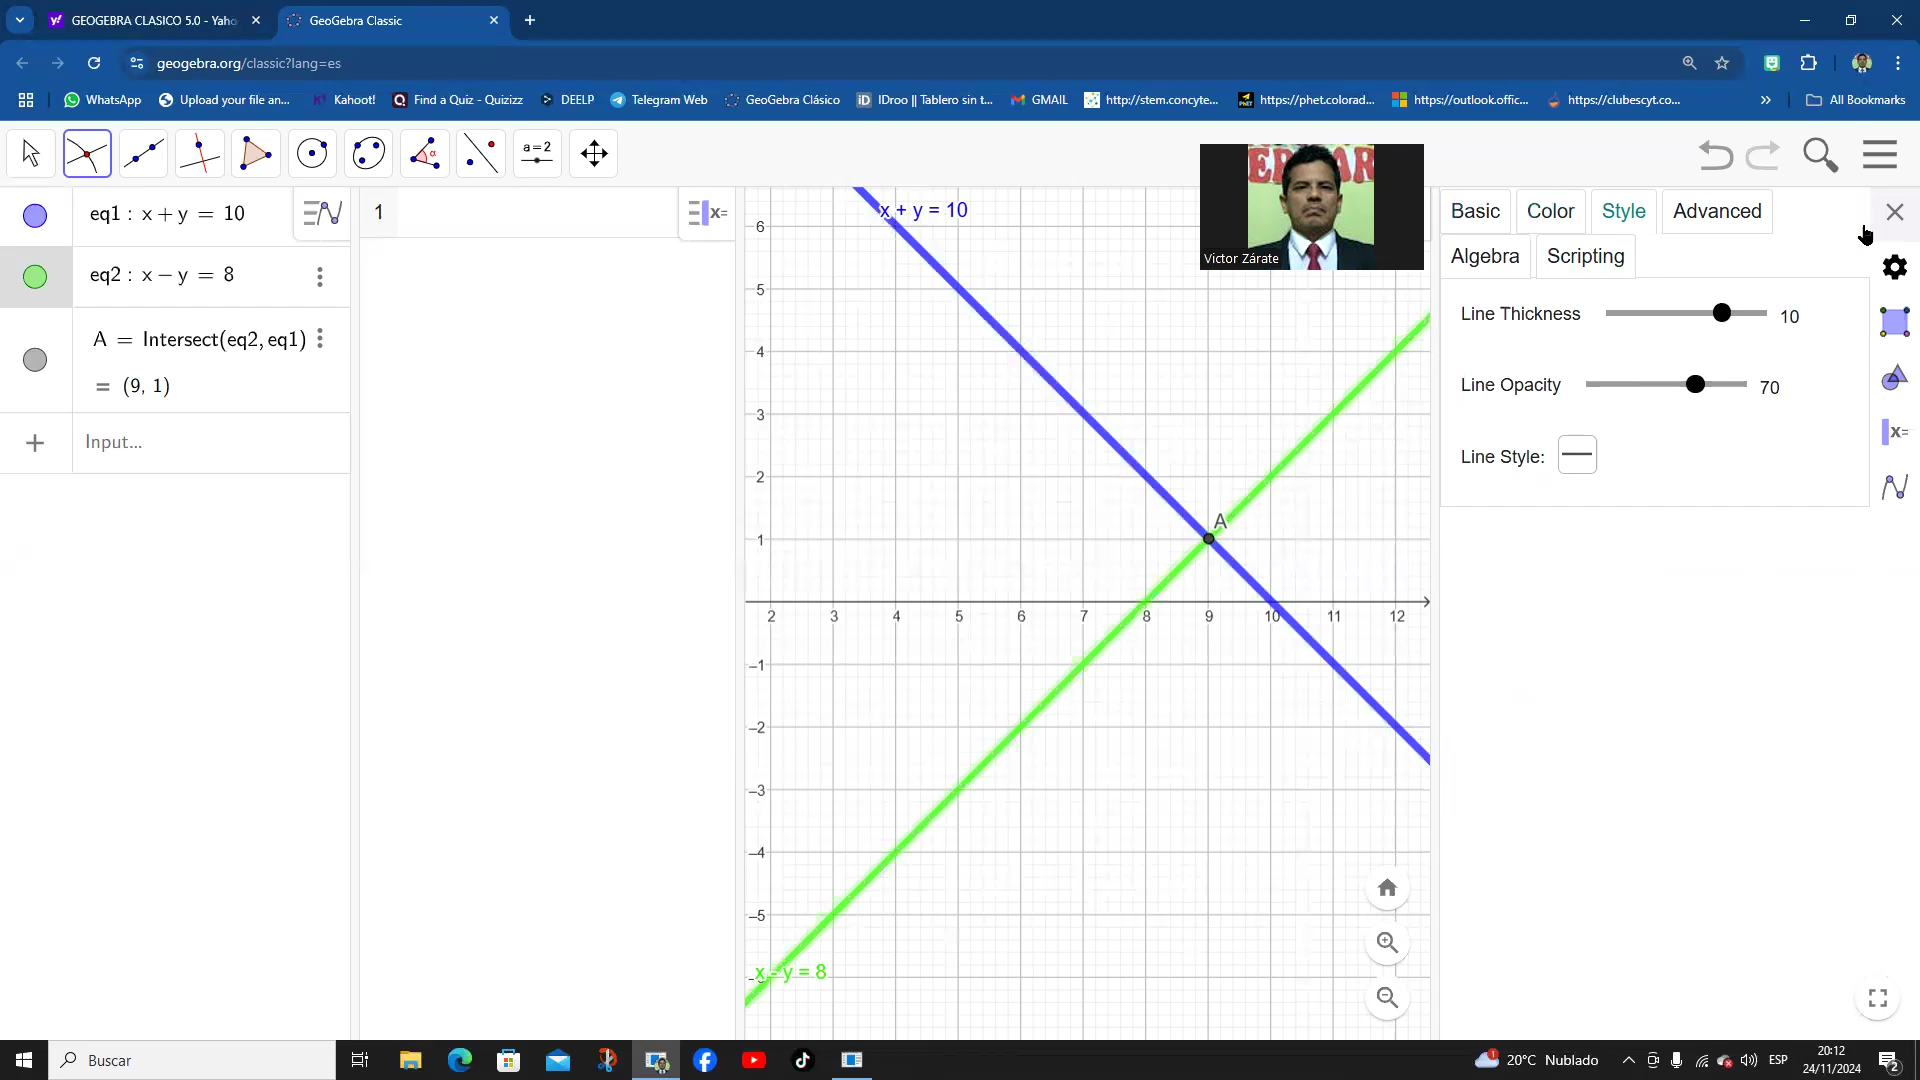 GEOGEBRA CLASICO 5.0 - Yaho
GeoGebra Classic
geogebra.org/classic?lang=es
WhatsApp
Upload your file an...
Kahoot!
Find a Quiz - Quizizz
DEELP
Telegram Web
GeoGebra Clásico
IDroo || Tablero sin t...
GMAIL
http://stem.concyte...
https://phet.colorad...
https://outlook.offic...
https://clubescyt.co...
All Bookmarks
a=2
eq1 : x + y = 10
1
x=
x + y = 10
Victor Zárate
Basic
Color
Style
Advanced
Algebra
Scripting
eq2 : x − y = 8
A = Intersect(eq2, eq1)
= (9, 1)
Input...
Line Thickness
10
Line Opacity
70
Line Style:
x=
6
5
4
3
2
1
A
2 3 4 5 6 7 8 9 10 11 12
−1
−2
−3
−4
−5
x - y = 8
Buscar
20°C Nublado
ESP
20:12
24/11/2024
2